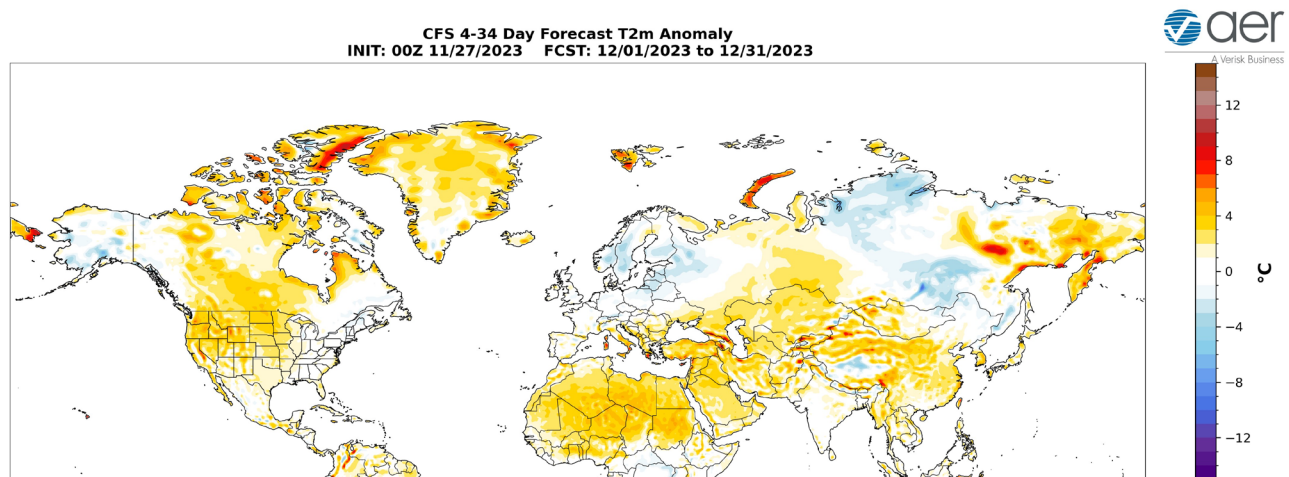 CFS 4-34 Day Forecast T2m Anomaly
INIT: 00Z 11/27/2023    FCST: 12/01/2023 to 12/31/2023
aer
A Verisk Business
12
8
4
0
−4
−8
−12
°C